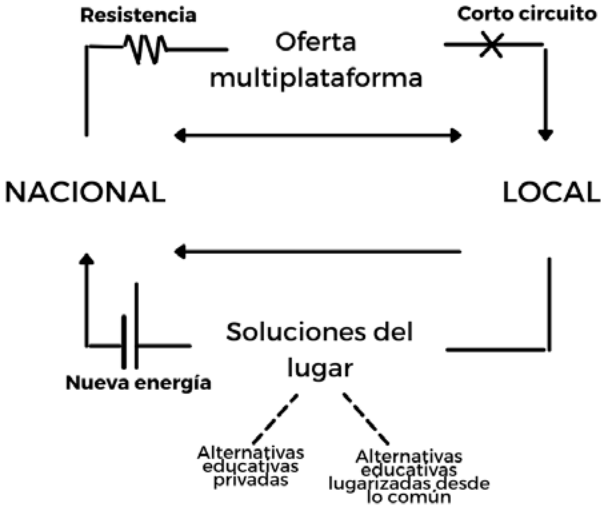 Resistencia
Corto circuito
Oferta
multiplataforma
NACIONAL
LOCAL
Soluciones del
lugar
Nueva energía
Alternativas
educativas
privadas
Alternativas
educativas
lugarizadas desde
lo común